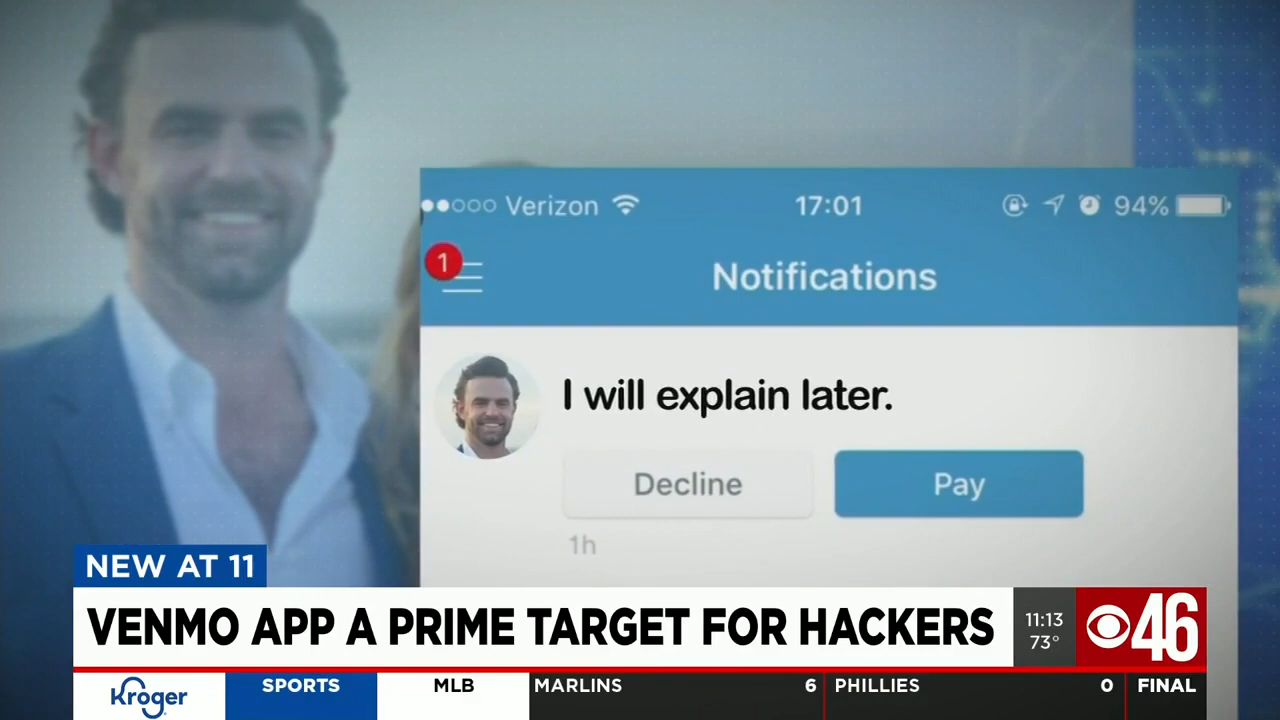 Verizon 17:01 94%
1
Notifications
I will explain later.
Decline Pay
1h
NEW AT 11
VENMO APP A PRIME TARGET FOR HACKERS
11:13
73°
46
Kroger SPORTS MLB MARLINS 6 PHILLIES 0 FINAL